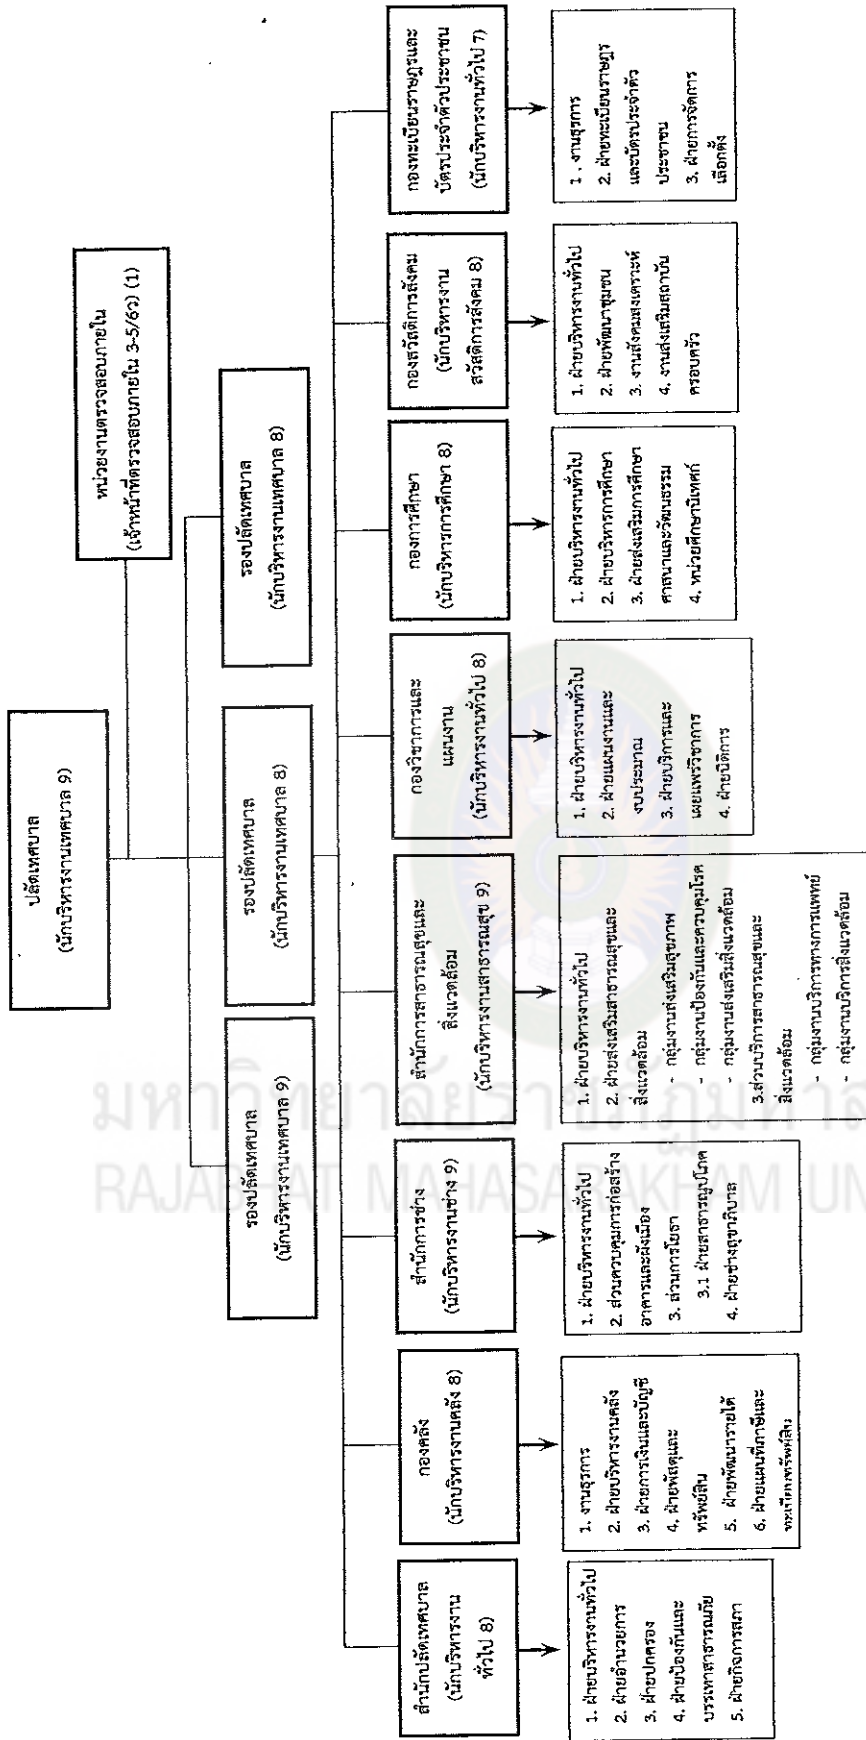 ปลัดเทศบาล
(นักบริหารงานเทศบาล 9)
หน่วยงานตรวจสอบภายใน
(เจ้าหน้าที่ตรวจสอบภายใน 3-5/6ว) (1)
รองปลัดเทศบาล
(นักบริหารงานเทศบาล 9)
รองปลัดเทศบาล
(นักบริหารงานเทศบาล 8)
รองปลัดเทศบาล
(นักบริหารงานเทศบาล 8)
สำนักปลัดเทศบาล
(นักบริหารงาน
ทั่วไป 8)
กองคลัง
(นักบริหารงานคลัง 8)
สำนักการช่าง
(นักบริหารงานช่าง 9)
สำนักการสาธารณสุขและ
สิ่งแวดล้อม
(นักบริหารงานสาธารณสุข 9)
กองวิชาการและ
แผนงาน
(นักบริหารงานทั่วไป 8)
กองการศึกษา
(นักบริหารการศึกษา 8)
กองสวัสดิการสังคม
(นักบริหารงาน
สวัสดิการสังคม 8)
กองทะเบียนราษฎรและ
บัตรประจำตัวประชาชน
(นักบริหารงานทั่วไป 7)
1. ฝ่ายบริหารงานทั่วไป
2. ฝ่ายอำนวยการ
3. ฝ่ายปกครอง
4. ฝ่ายป้องกันและ
บรรเทาสาธารณภัย
5. ฝ่ายกิจการสภา
1. งานธุรการ
2. ฝ่ายบริหารงานคลัง
3. ฝ่ายการเงินและบัญชี
4. ฝ่ายพัสดุและ
ทรัพย์สิน
5. ฝ่ายพัฒนารายได้
6. ฝ่ายแผนที่ภาษีและ
ทะเบียนทรัพย์สิน
1. ฝ่ายบริหารงานทั่วไป
2. ส่วนควบคุมการก่อสร้าง
อาคารและผังเมือง
3. ส่วนการโยธา
3.1 ฝ่ายสาธารณูปโภค
4. ฝ่ายช่างสุขาภิบาล
1. ฝ่ายบริหารงานทั่วไป
2. ฝ่ายส่งเสริมสาธารณสุขและ
สิ่งแวดล้อม
- กลุ่มงานส่งเสริมสุขภาพ
- กลุ่มงานป้องกันและควบคุมโรค
- กลุ่มงานส่งเสริมสิ่งแวดล้อม
3.ส่วนบริการสาธารณสุขและ
สิ่งแวดล้อม
- กลุ่มงานบริการทางการแพทย์
- กลุ่มงานบริการสิ่งแวดล้อม
1. ฝ่ายบริหารงานทั่วไป
2. ฝ่ายแผนงานและ
งบประมาณ
3. ฝ่ายบริการและ
เผยแพร่วิชาการ
4. ฝ่ายนิติการ
1. ฝ่ายบริหารงานทั่วไป
2. ฝ่ายบริหารการศึกษา
3. ฝ่ายส่งเสริมการศึกษา
ศาสนาและวัฒนธรรม
4. หน่วยศึกษานิเทศก์
1. ฝ่ายบริหารงานทั่วไป
2. ฝ่ายพัฒนาชุมชน
3. งานสังคมสงเคราะห์
4. งานส่งเสริมสถาบัน
ครอบครัว
1 . งานธุรการ
2. ฝ่ายทะเบียนราษฎร
และบัตรประจำตัว
ประชาชน
3. ฝ่ายการจัดการ
เลือกตั้ง
มหาวิทยาลัยราชภัฏมหาส
RAJABHAT MAHASARAKHAM UN